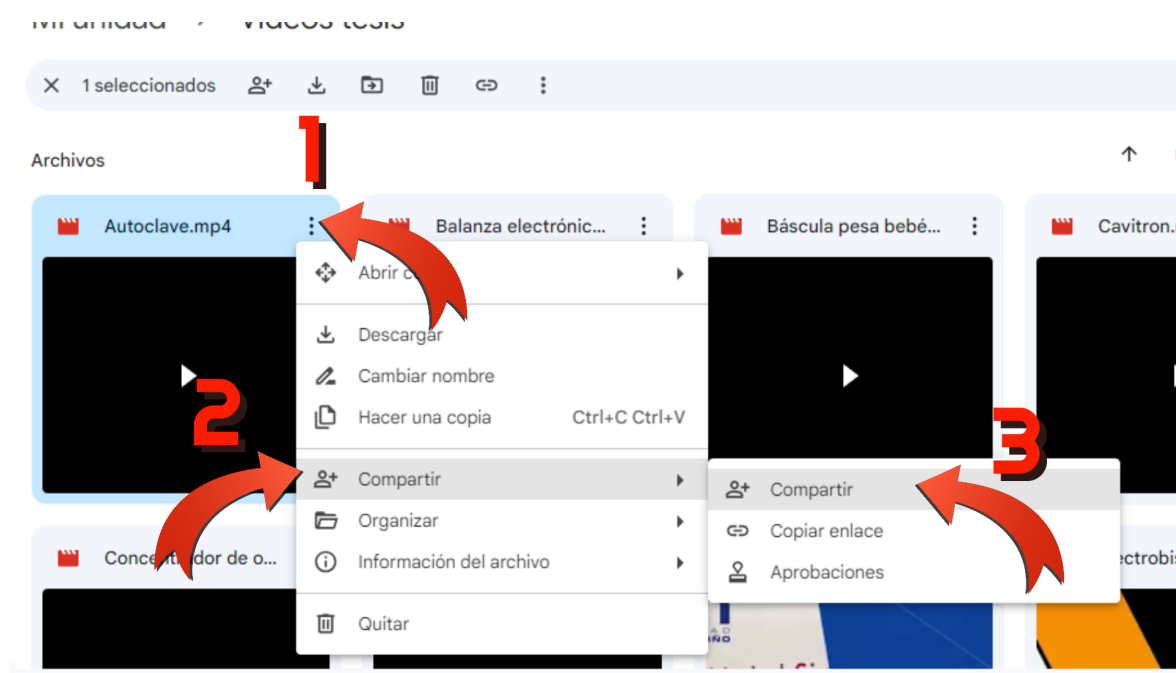 Mi unidad > Videos tesis
1 seleccionados
Archivos
1
Autoclave.mp4
Balanza electrónic...
Báscula pesa bebé...
Cavitron.
Abrir
Descargar
Cambiar nombre
2
Hacer una copia Ctrl+C Ctrl+V
3
Compartir
Compartir
Organizar
Copiar enlace
Concentrador de o...
Información del archivo
Aprobaciones
Quitar